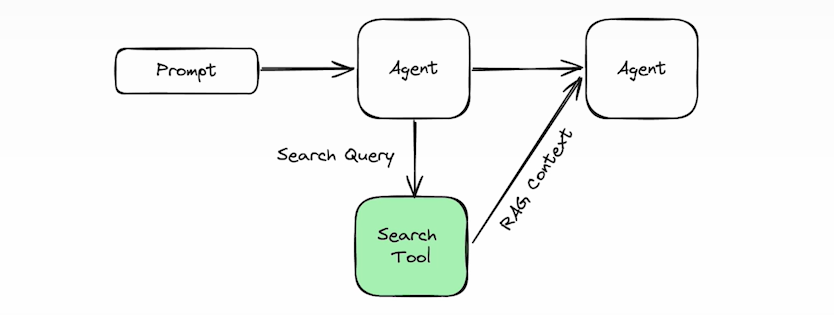 Prompt
Agent
Agent
Search Query
RAG Context
Search
Tool